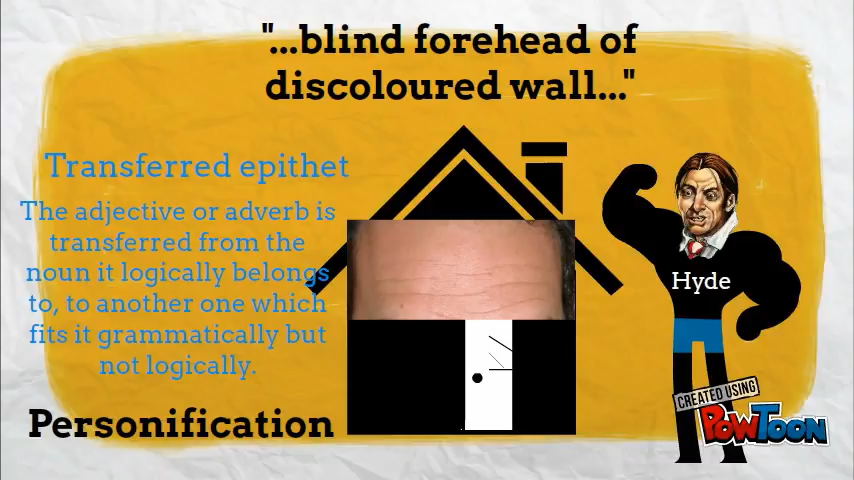 "...blind forehead of
discoloured wall..."
Transferred epithet
The adjective or adverb is
transferred from the
noun it logically belongs
to, to another one which
fits it grammatically but
not logically.
Personification
Hyde
CREATED USING
POWTOON